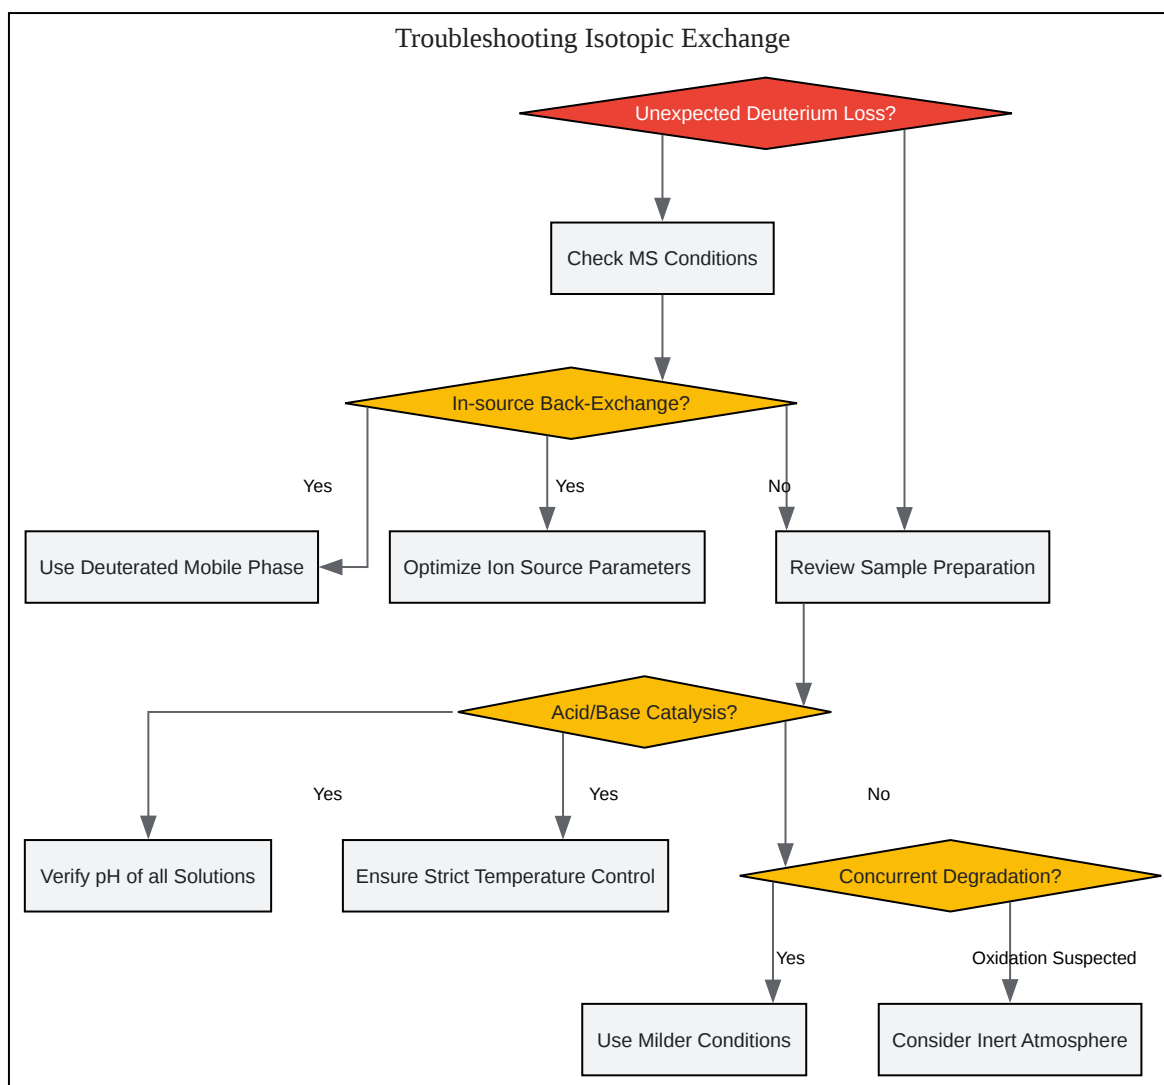 Troubleshooting Isotopic Exchange
Unexpected Deuterium Loss?
Check MS Conditions
In-source Back-Exchange?
Yes
Yes
No
Use Deuterated Mobile Phase
Optimize Ion Source Parameters
Review Sample Preparation
Acid/Base Catalysis?
Yes
Yes
No
Verify pH of all Solutions
Ensure Strict Temperature Control
Concurrent Degradation?
Yes
Oxidation Suspected
Use Milder Conditions
Consider Inert Atmosphere